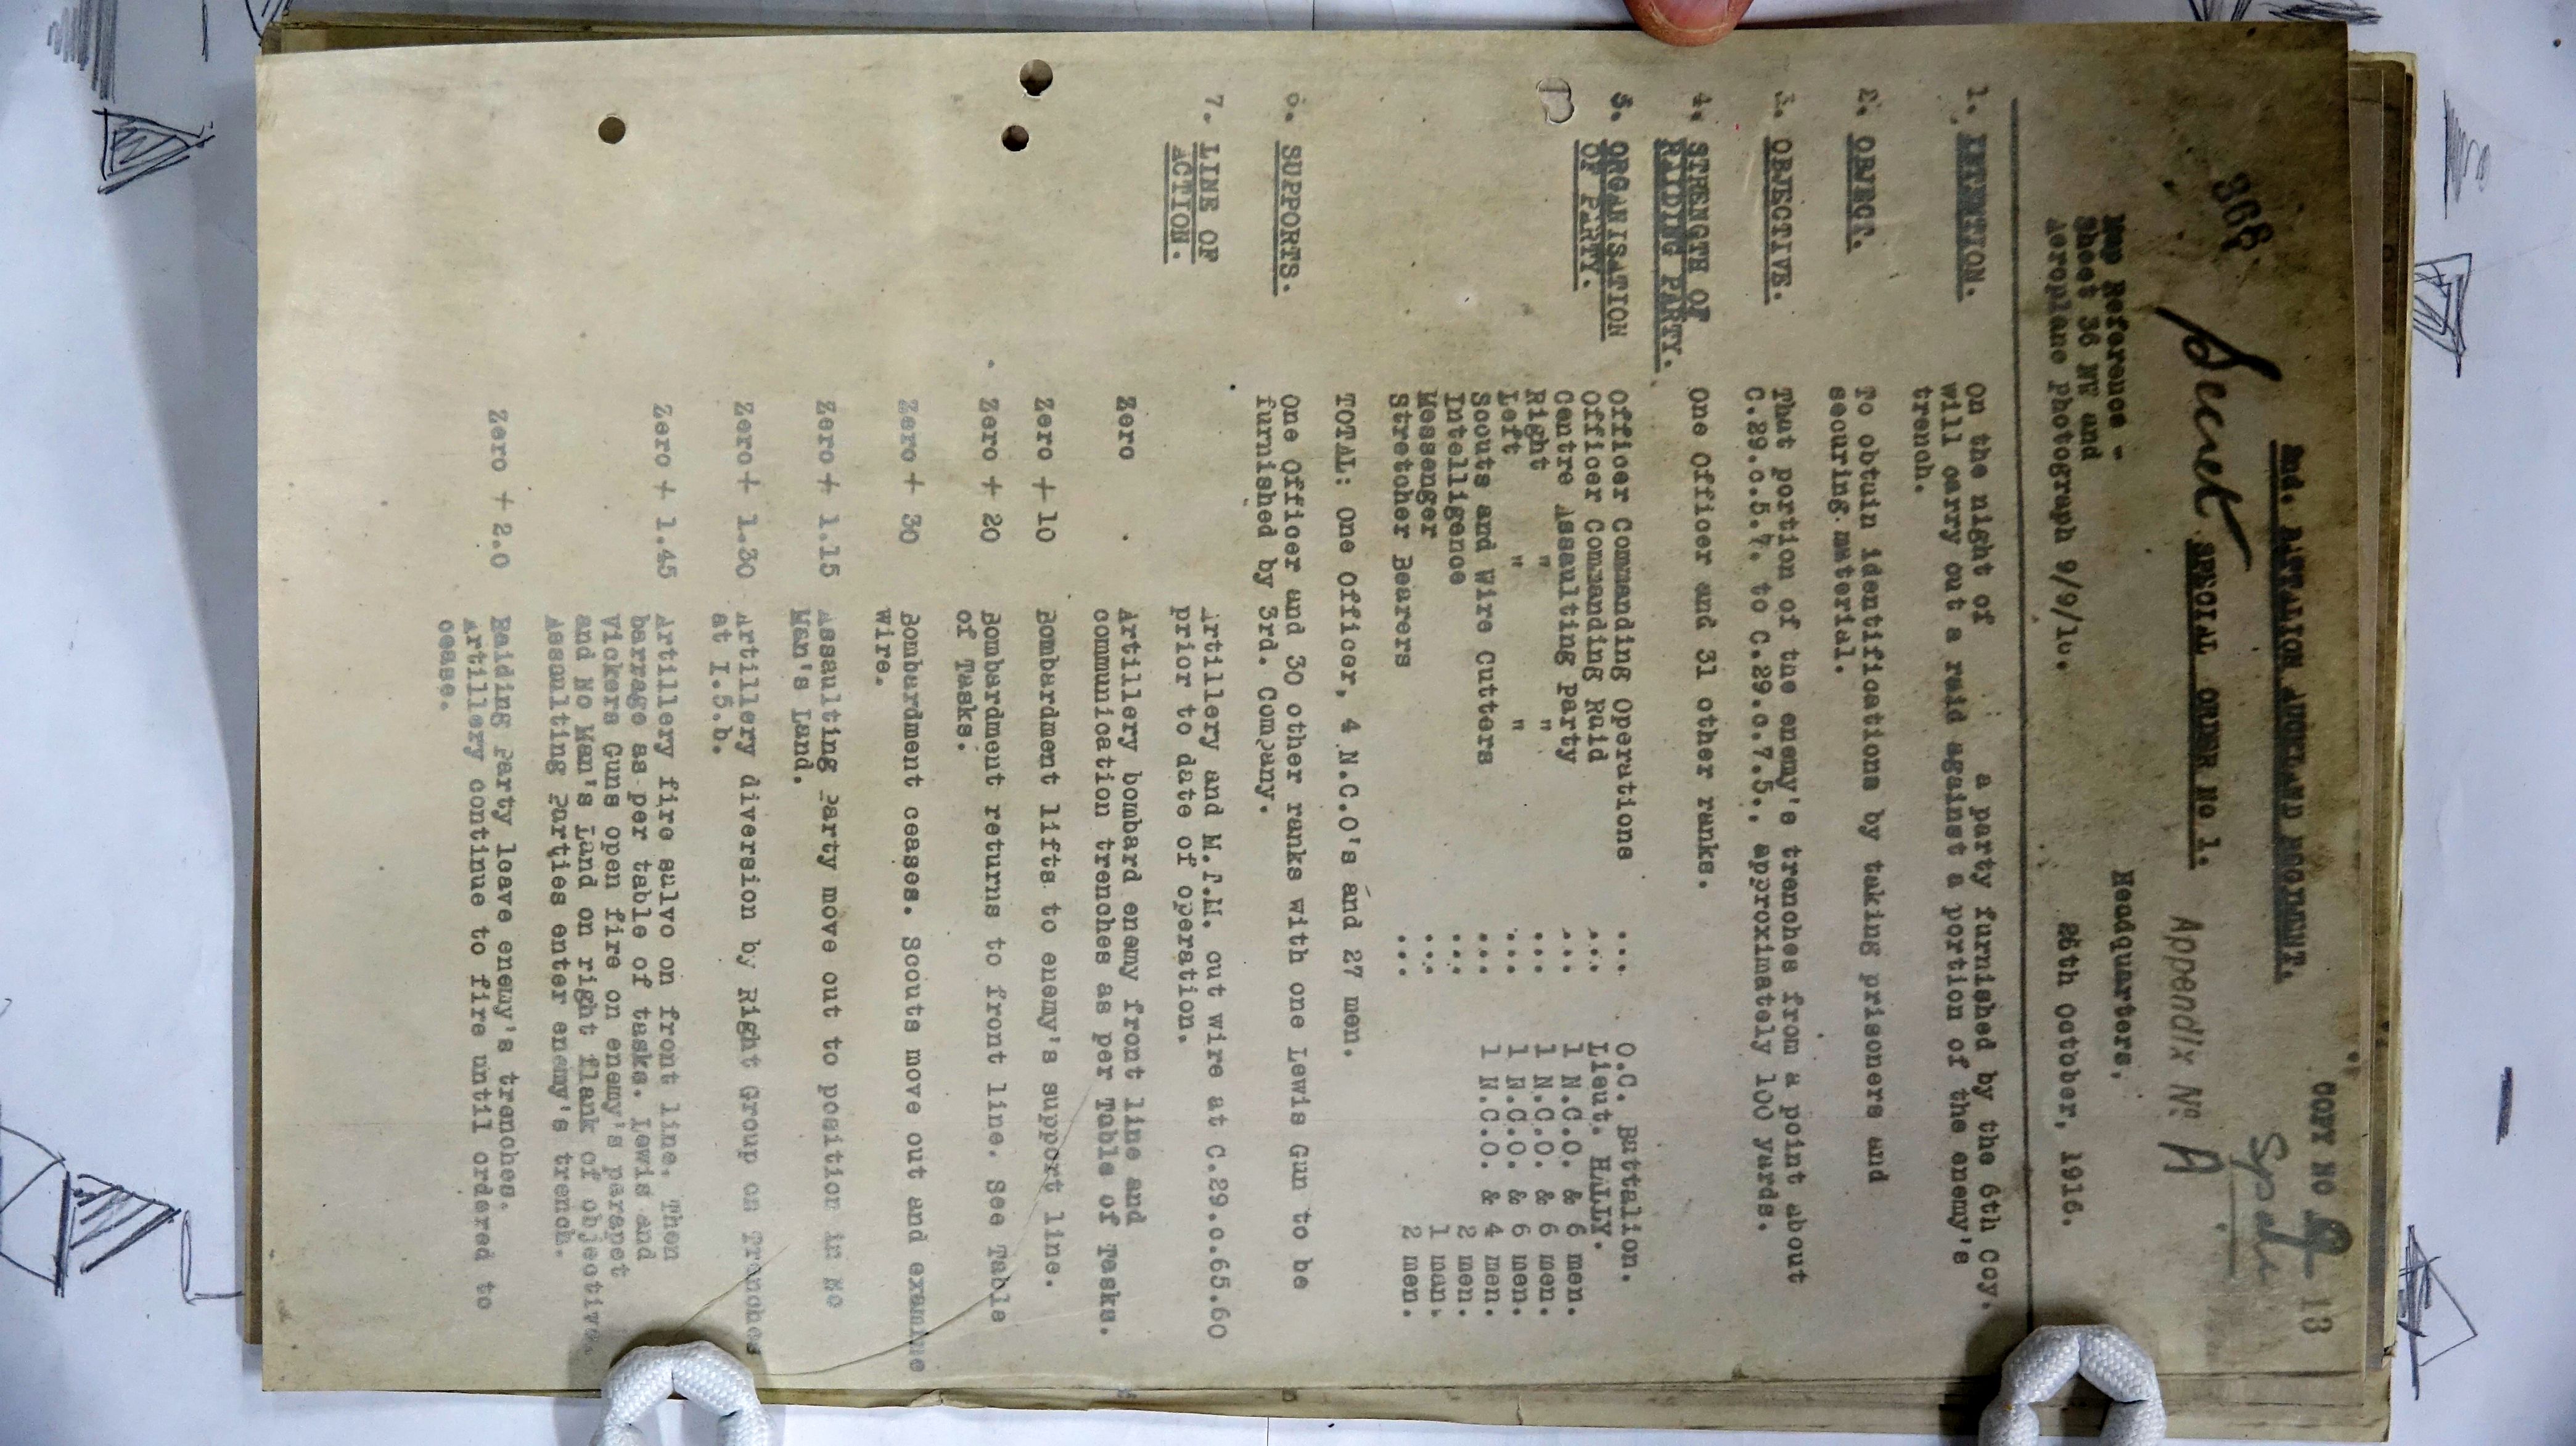 COPY NO 9 13
Spare
2nd. BATTALION AUCKLAND REGIMENT.
368
Secret SPECIAL ORDER No 1. Appendix No A
Headquarters,
Map Reference -
Sheet 36 NW and
Aeroplane photograph 9/9/16. 26th October, 1916.
1. INTENTION. On the night of a party furnished by the 6th Coy.
will carry out a raid against a portion of the enemy's
trench.
2. OBJECT. To obtain identifications by taking prisoners and
securing material.
3. OBJECTIVE. That portion of the enemy's trenches from a point about
C.29.c.5.7. to C.29.c.7.5., approximately 100 yards.
4. STRENGTH OF One Officer and 31 other ranks.
RAIDING PARTY.
5. ORGANISATION Officer Commanding Operations ... O.C. Battalion.
OF PARTY. Officer Commanding Raid ... Lieut. HALLY.
Centre Assaulting Party ... 1 N.C.O. & 6 men.
Right " " ... 1 N.C.O. & 6 men.
Left " " ... 1 N.C.O. & 6 men.
Scouts and Wire Cutters ... 1 N.C.O. & 4 men.
Intelligence ... 2 men.
Messenger ... 1 man.
Stretcher Bearers ... 2 men.
TOTAL: One Officer, 4 N.C.O's and 27 men.
6. SUPPORTS. One Officer and 30 other ranks with one Lewis Gun to be
furnished by 3rd. Company.
7. LINE OF Artillery and M.T.M. cut wire at C.29.c.65.60
ACTION. prior to date of operation.
Zero . Artillery bombard enemy front line and
communication trenches as per Table of Tasks.
Zero + 10 Bombardment lifts to enemy's support line.
Zero + 20 Bombardment returns to front line. See Table
of Tasks.
Zero + 30 Bombardment ceases. Scouts move out and examine
wire.
Zero + 1.15 Assaulting Party move out to position in No
Man's Land.
Zero + 1.30 Artillery diversion by Right Group on Trenches
at I.5.b.
Zero + 1.45 Artillery fire salvo on front line. Then
barrage as per table of tasks. Lewis and
Vickers Guns open fire on enemy's parapet
and No Man's Land on right flank of objective.
Assaulting Parties enter enemy's trench.
Zero + 2.0 Raiding Party leave enemy's trenches.
Artillery continue to fire until ordered to
cease.